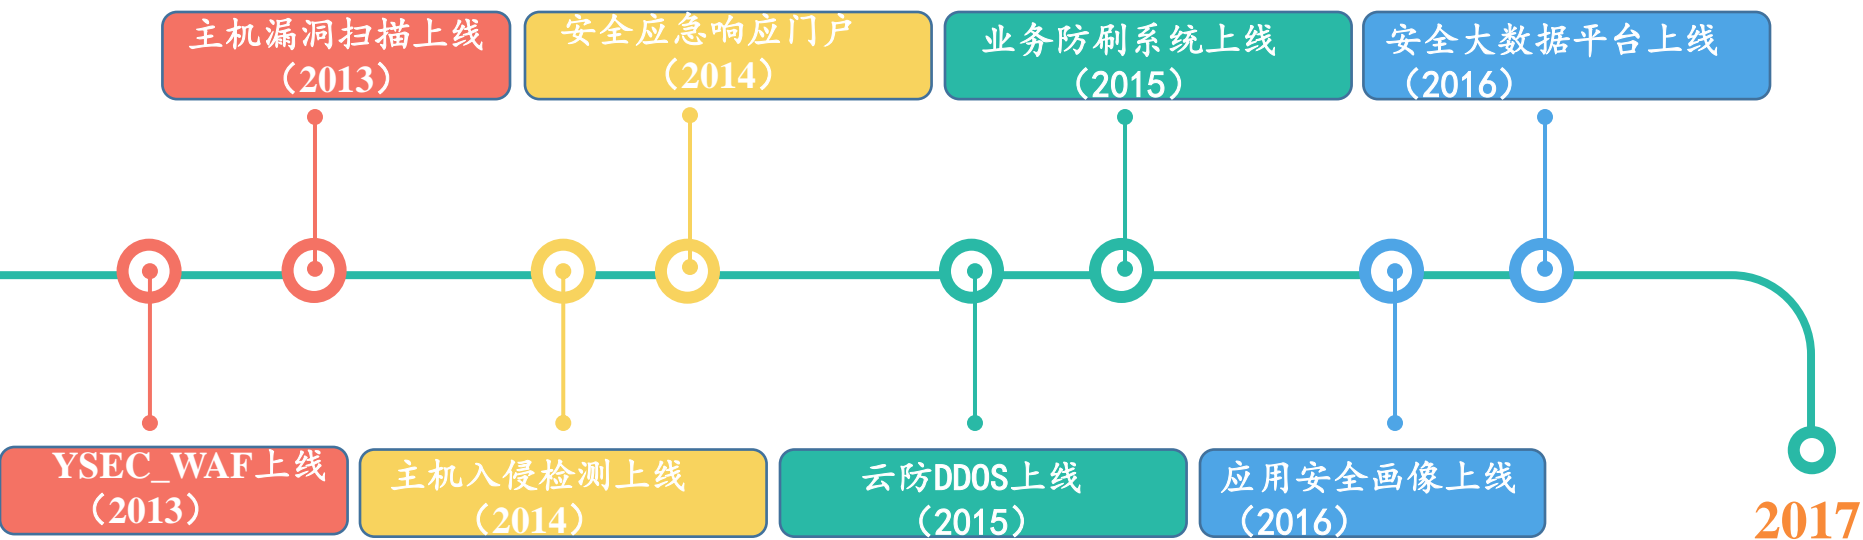 主机漏洞扫描上线
（2013）
安全应急响应门户
（2014）
业务防刷系统上线
（2015）
安全大数据平台上线
（2016）
YSEC_WAF上线
（2013）
主机入侵检测上线
（2014）
云防DDOS上线
（2015）
应用安全画像上线
（2016）
2017